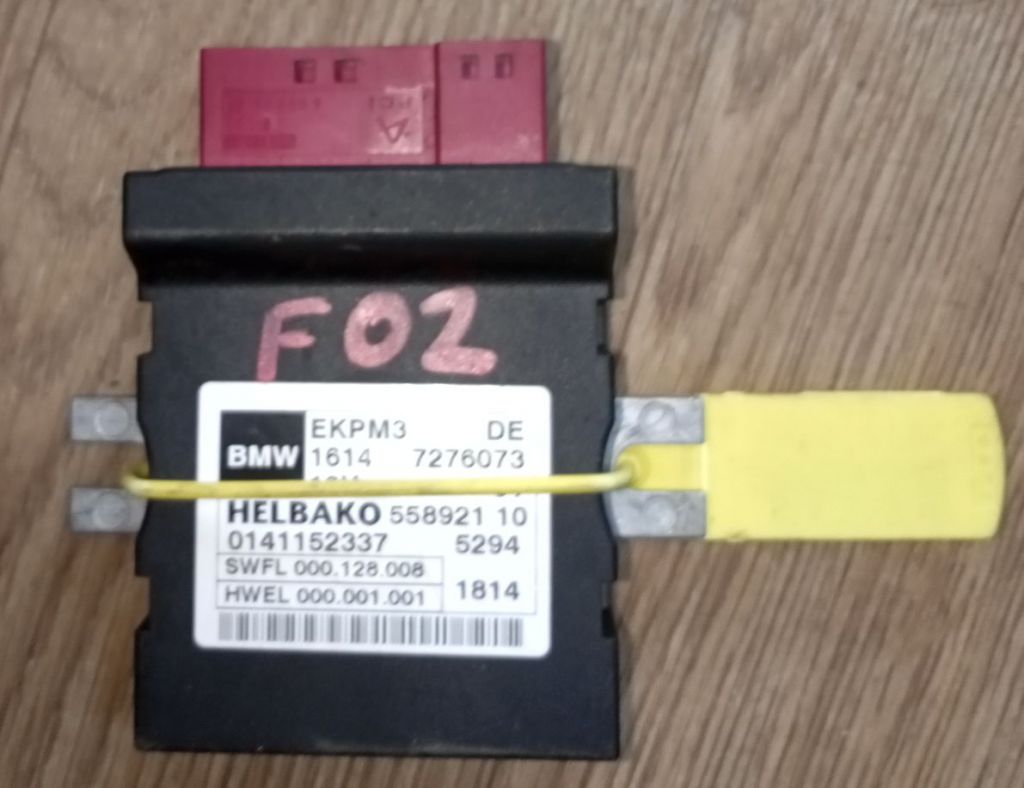 F02
BMW
EKPM3 DE
1614 7276073
HELBAKO 558921 10
0141152337 5294
SWFL 000.128.008
HWEL 000.001.001
1814